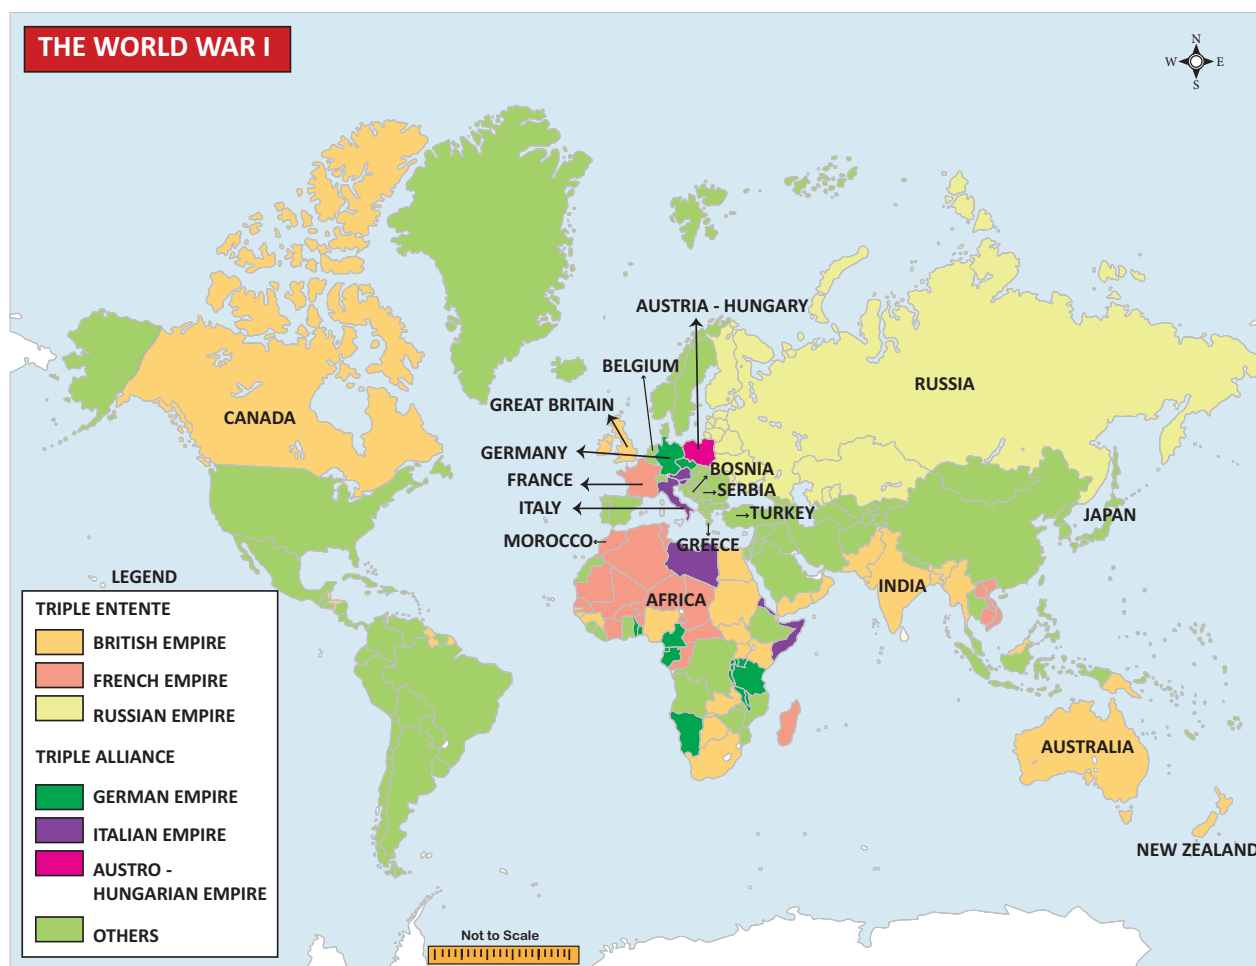 THE WORLD WAR I
N
W
E
S
AUSTRIA - HUNGARY
BELGIUM
RUSSIA
GREAT BRITAIN
CANADA
GERMANY
BOSNIA
FRANCE
SERBIA
ITALY
TURKEY
JAPAN
MOROCCO
GREECE
AFRICA
INDIA
AUSTRALIA
NEW ZEALAND
LEGEND
TRIPLE ENTENTE
BRITISH EMPIRE
FRENCH EMPIRE
RUSSIAN EMPIRE
TRIPLE ALLIANCE
GERMAN EMPIRE
ITALIAN EMPIRE
AUSTRO -
HUNGARIAN EMPIRE
OTHERS
Not to Scale